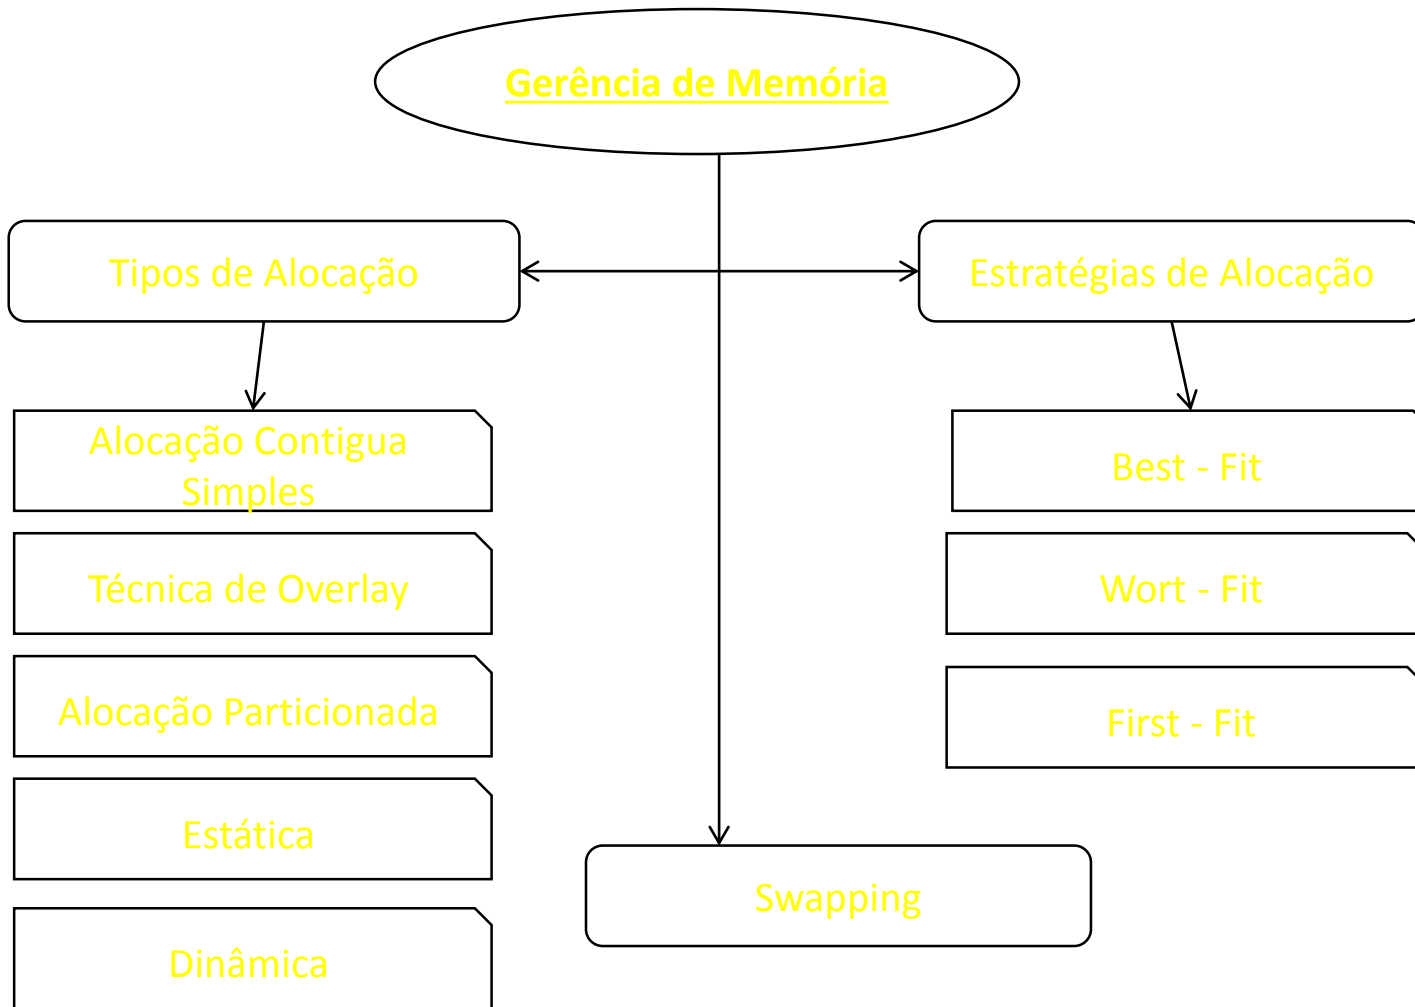 Gerência de Memória
Tipos de Alocação
Estratégias de Alocação
Alocação Contigua
Simples
Best - Fit
Técnica de Overlay
Wort - Fit
Alocação Particionada
First - Fit
Estática
Swapping
Dinâmica